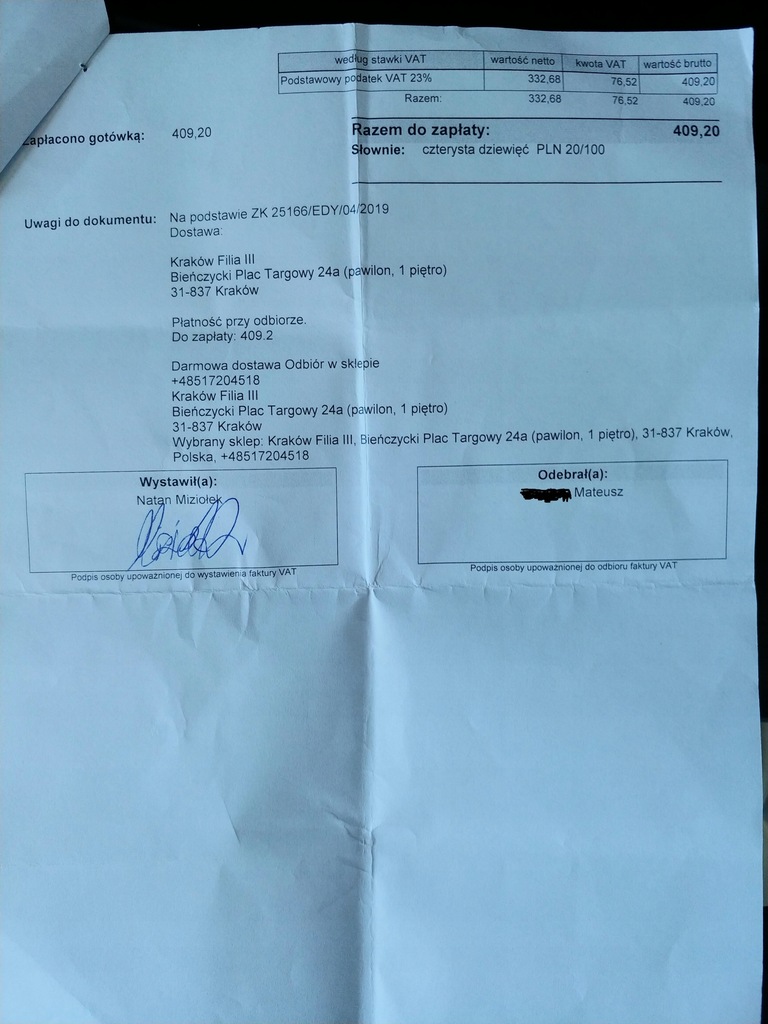 według stawki VAT wartość netto kwota VAT wartość brutto
Podstawowy podatek VAT 23% 332,68 76,52 409,20
Razem: 332,68 76,52 409,20
Zapłacono gotówką: 409,20
Razem do zapłaty: 409,20
Słownie: czterysta dziewięć PLN 20/100
Uwagi do dokumentu: Na podstawie ZK 25166/EDY/04/2019
Dostawa:
Kraków Filia III
Bieńczycki Plac Targowy 24a (pawilon, 1 piętro)
31-837 Kraków
Płatność przy odbiorze.
Do zapłaty: 409.2
Darmowa dostawa Odbiór w sklepie
+48517204518
Kraków Filia III
Bieńczycki Plac Targowy 24a (pawilon, 1 piętro)
31-837 Kraków
Wybrany sklep: Kraków Filia III, Bieńczycki Plac Targowy 24a (pawilon, 1 piętro), 31-837 Kraków,
Polska, +48517204518
Wystawił(a):
Natan Miziołek
Podpis osoby upoważnionej do wystawienia faktury VAT
Odebrał(a):
Mateusz
Podpis osoby upoważnionej do odbioru faktury VAT